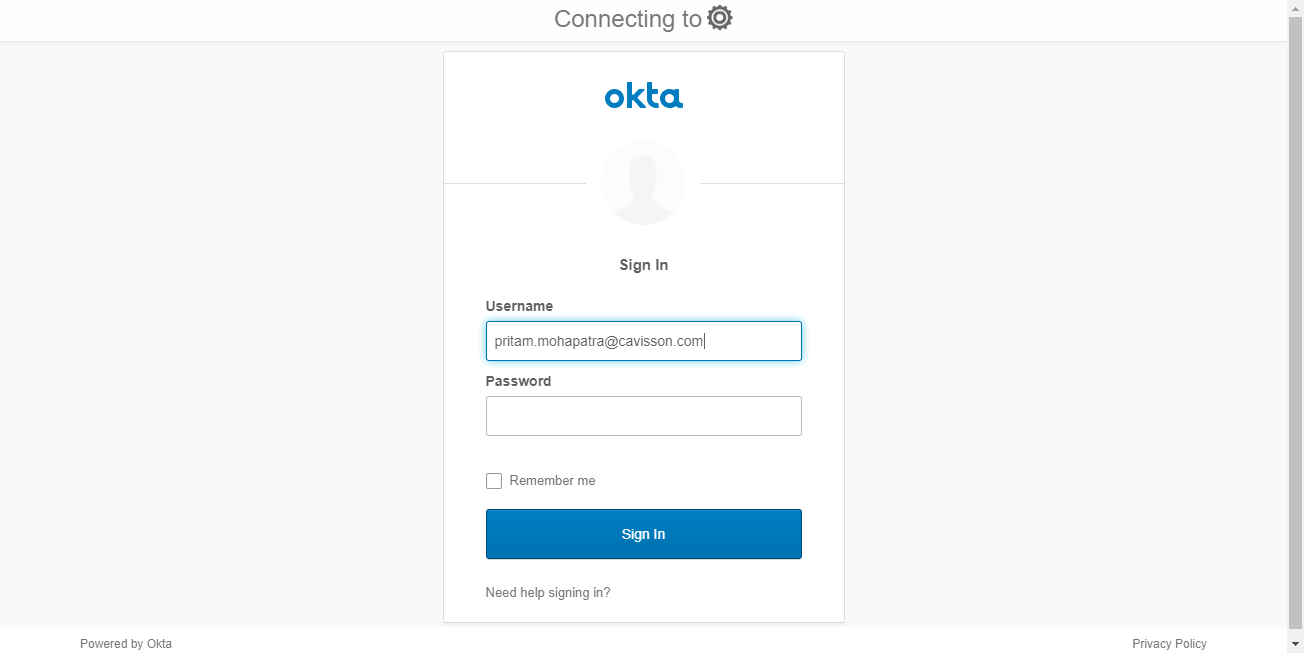 Connecting to
okta
Sign In
Username
pritam.mohapatra@cavisson.com
Password
Remember me
Sign In
Need help signing in?
Powered by Okta
Privacy Policy